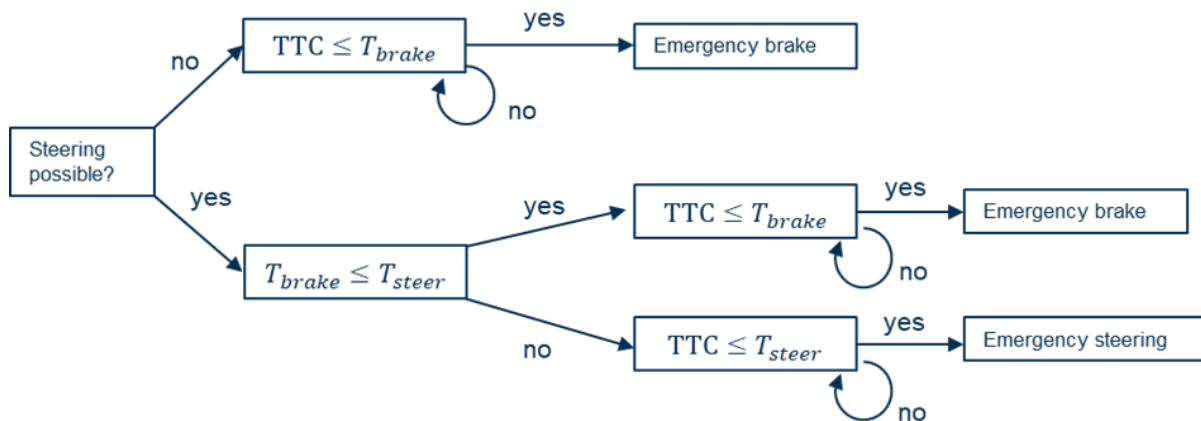 yes
TTC ≤ T_brake
Emergency brake
no
no
Steering
possible?
yes
yes
yes
TTC ≤ T_brake
Emergency brake
no
T_brake ≤ T_steer
yes
no
TTC ≤ T_steer
Emergency steering
no